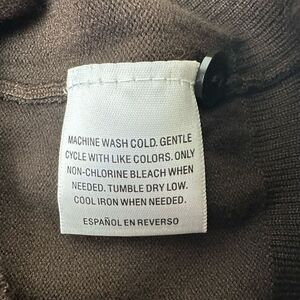 MACHINE WASH COLD. GENTLE
CYCLE WITH LIKE COLORS. ONLY
NON-CHLORINE BLEACH WHEN
NEEDED. TUMBLE DRY LOW.
COOL IRON WHEN NEEDED.
ESPAÑOL EN REVERSO